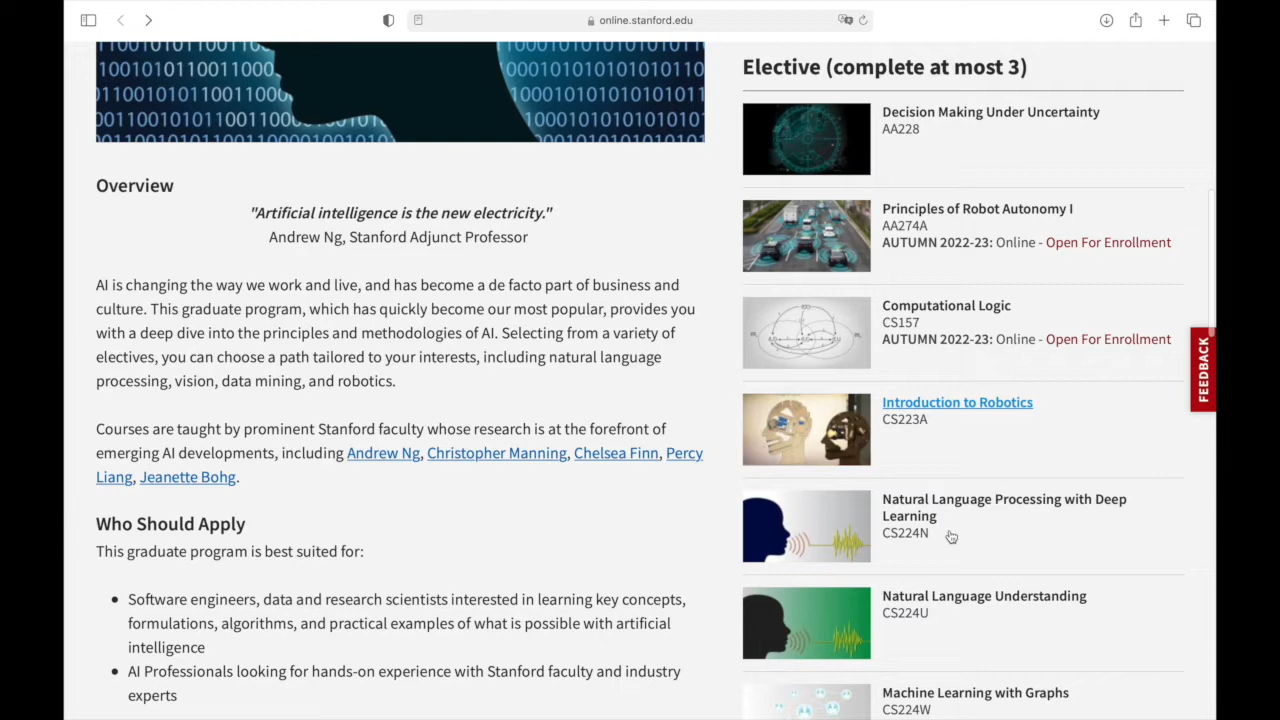 online.stanford.edu
Overview
"Artificial intelligence is the new electricity."
Andrew Ng, Stanford Adjunct Professor
AI is changing the way we work and live, and has become a de facto part of business and
culture. This graduate program, which has quickly become our most popular, provides you
with a deep dive into the principles and methodologies of AI. Selecting from a variety of
electives, you can choose a path tailored to your interests, including natural language
processing, vision, data mining, and robotics.
Courses are taught by prominent Stanford faculty whose research is at the forefront of
emerging AI developments, including Andrew Ng, Christopher Manning, Chelsea Finn, Percy
Liang, Jeanette Bohg.
Who Should Apply
This graduate program is best suited for:
Software engineers, data and research scientists interested in learning key concepts,
formulations, algorithms, and practical examples of what is possible with artificial
intelligence
AI Professionals looking for hands-on experience with Stanford faculty and industry
experts
Elective (complete at most 3)
Decision Making Under Uncertainty
AA228
Principles of Robot Autonomy I
AA274A
AUTUMN 2022-23: Online - Open For Enrollment
Computational Logic
CS157
AUTUMN 2022-23: Online - Open For Enrollment
Introduction to Robotics
CS223A
Natural Language Processing with Deep
Learning
CS224N
Natural Language Understanding
CS224U
Machine Learning with Graphs
CS224W
FEEDBACK